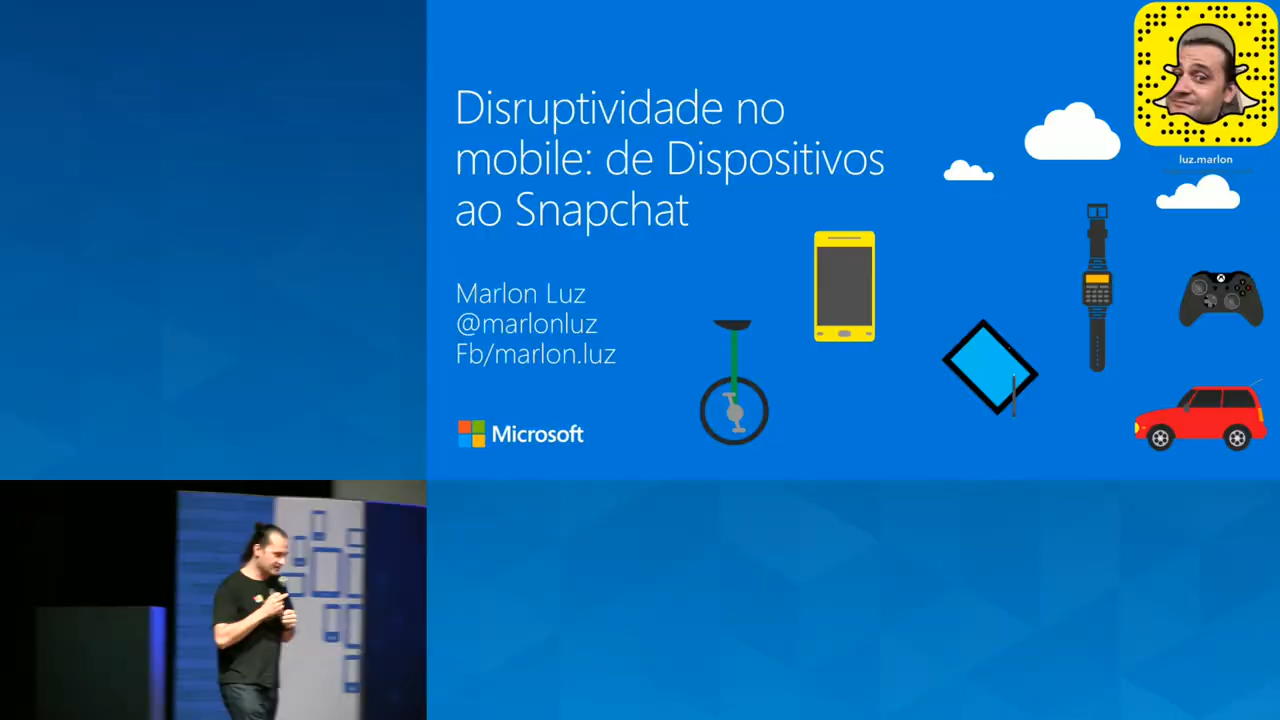 Disruptividade no
mobile: de Dispositivos
ao Snapchat
Marlon Luz
@marlonluz
Fb/marlon.luz
Microsoft
luz.marlon